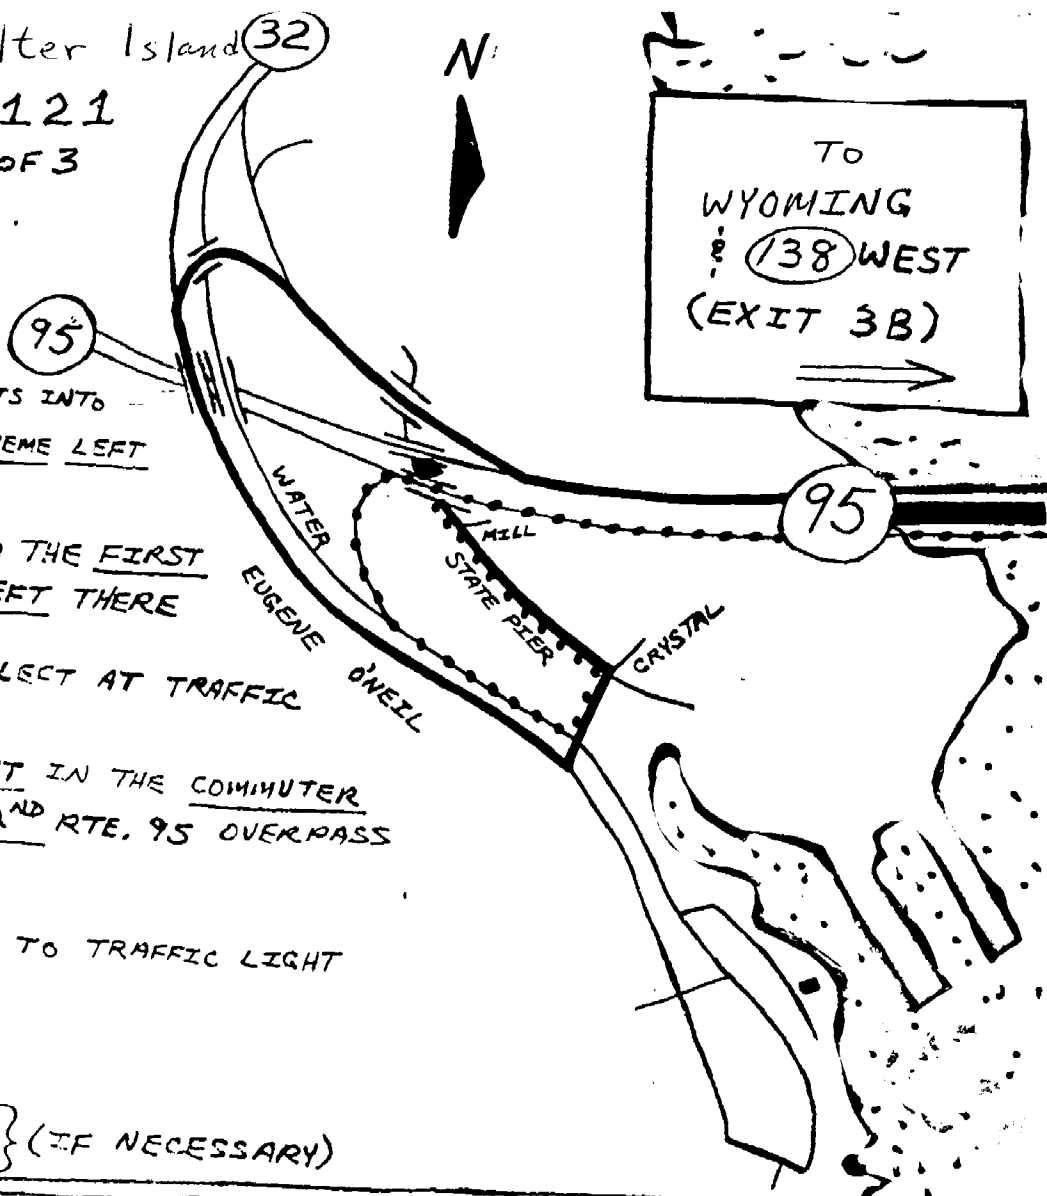 lter Island 32
121
OF 3
N
TO
WYOMING
& 138 WEST
(EXIT 3B)
95
TS INTO
EME LEFT
THE FIRST
EFT THERE
LECT AT TRAFFIC
T IN THE COMMUTER
2ND RTE. 95 OVERPASS
TO TRAFFIC LIGHT
} (IF NECESSARY)
WATER
EUGENE O'NEIL
MILL
STATE PIER
CRYSTAL
95